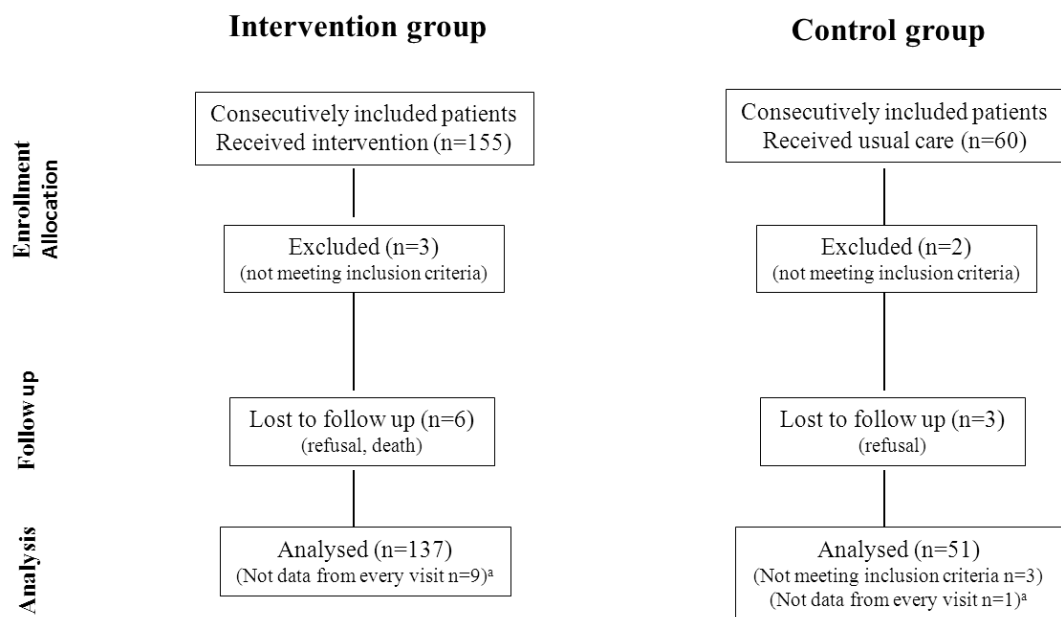 Intervention group
Control group
Enrollment
Allocation
Consecutively included patients
Received intervention (n=155)
Consecutively included patients
Received usual care (n=60)
Excluded (n=3)
(not meeting inclusion criteria)
Excluded (n=2)
(not meeting inclusion criteria)
Follow up
Lost to follow up (n=6)
(refusal, death)
Lost to follow up (n=3)
(refusal)
Analysis
Analysed (n=137)
(Not data from every visit n=9)ᵃ
Analysed (n=51)
(Not meeting inclusion criteria n=3)
(Not data from every visit n=1)ᵃ